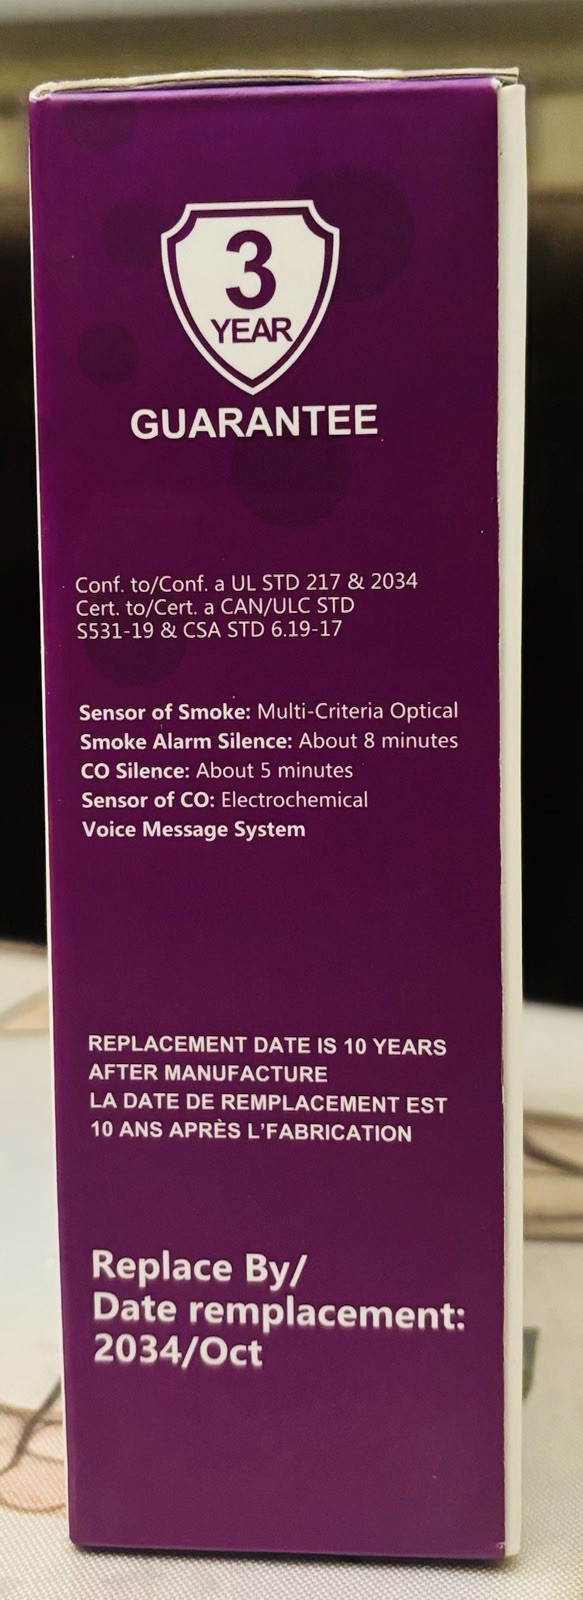 3
YEAR
GUARANTEE
Conf. to/Conf. a UL STD 217 & 2034
Cert. to/Cert. a CAN/ULC STD
S531-19 & CSA STD 6.19-17
Sensor of Smoke: Multi-Criteria Optical
Smoke Alarm Silence: About 8 minutes
CO Silence: About 5 minutes
Sensor of CO: Electrochemical
Voice Message System
REPLACEMENT DATE IS 10 YEARS
AFTER MANUFACTURE
LA DATE DE REMPLACEMENT EST
10 ANS APRÈS L'FABRICATION
Replace By/
Date remplacement:
2034/Oct